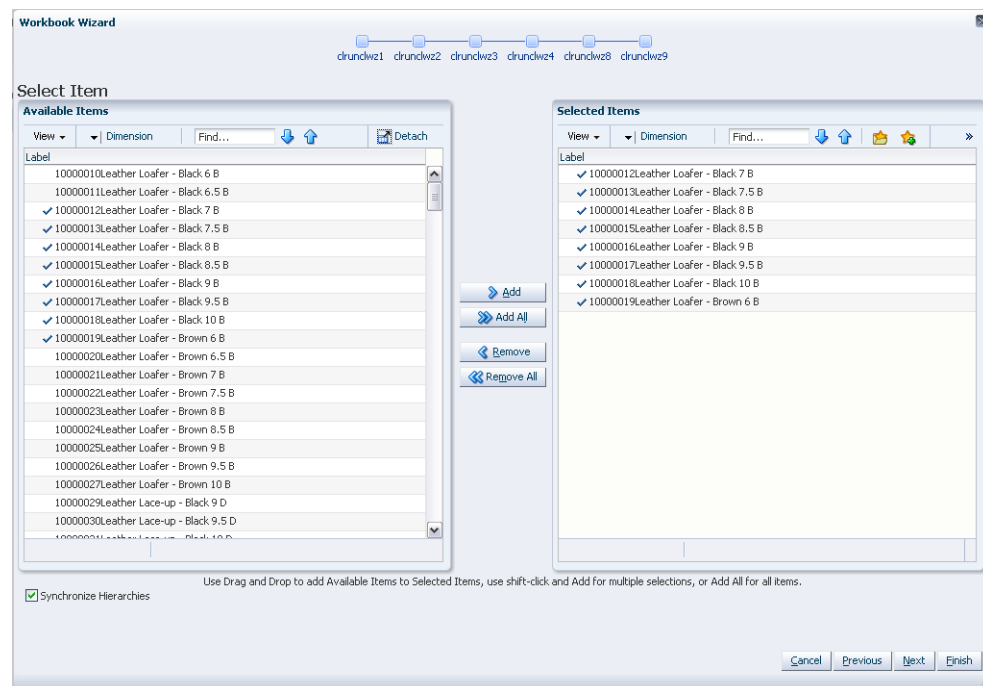 Workbook Wizard
clrunclwz1 clrunclwz2 clrunclwz3 clrunclwz4 clrunclwz8 clrunclwz9
Select Item
Available Items
View Dimension Find... Detach
Label
10000010Leather Loafer - Black 6 B
10000011Leather Loafer - Black 6.5 B
10000012Leather Loafer - Black 7 B
10000013Leather Loafer - Black 7.5 B
10000014Leather Loafer - Black 8 B
10000015Leather Loafer - Black 8.5 B
10000016Leather Loafer - Black 9 B
10000017Leather Loafer - Black 9.5 B
10000018Leather Loafer - Black 10 B
10000019Leather Loafer - Brown 6 B
10000020Leather Loafer - Brown 6.5 B
10000021Leather Loafer - Brown 7 B
10000022Leather Loafer - Brown 7.5 B
10000023Leather Loafer - Brown 8 B
10000024Leather Loafer - Brown 8.5 B
10000025Leather Loafer - Brown 9 B
10000026Leather Loafer - Brown 9.5 B
10000027Leather Loafer - Brown 10 B
10000029Leather Lace-up - Black 9 D
10000030Leather Lace-up - Black 9.5 D
Add
Add All
Remove
Remove All
Selected Items
View Dimension Find... »
Label
10000012Leather Loafer - Black 7 B
10000013Leather Loafer - Black 7.5 B
10000014Leather Loafer - Black 8 B
10000015Leather Loafer - Black 8.5 B
10000016Leather Loafer - Black 9 B
10000017Leather Loafer - Black 9.5 B
10000018Leather Loafer - Black 10 B
10000019Leather Loafer - Brown 6 B
Use Drag and Drop to add Available Items to Selected Items, use shift-click and Add for multiple selections, or Add All for all items.
Synchronize Hierarchies
Cancel Previous Next Finish